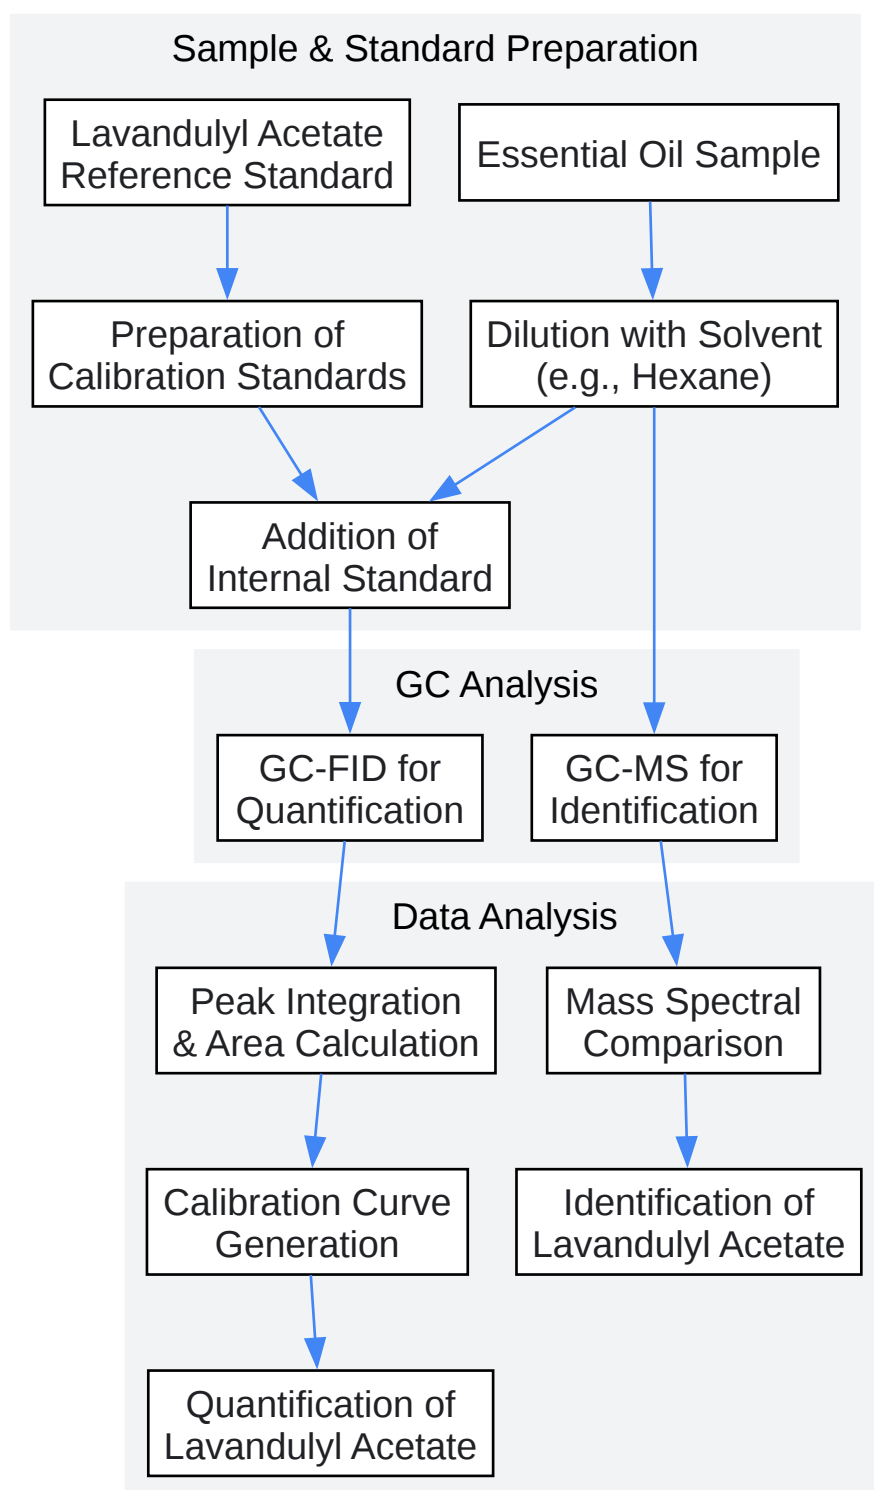 Sample & Standard Preparation
Lavandulyl Acetate
Reference Standard
Essential Oil Sample
Preparation of
Calibration Standards
Dilution with Solvent
(e.g., Hexane)
Addition of
Internal Standard
GC Analysis
GC-FID for
Quantification
GC-MS for
Identification
Data Analysis
Peak Integration
& Area Calculation
Mass Spectral
Comparison
Calibration Curve
Generation
Identification of
Lavandulyl Acetate
Quantification of
Lavandulyl Acetate